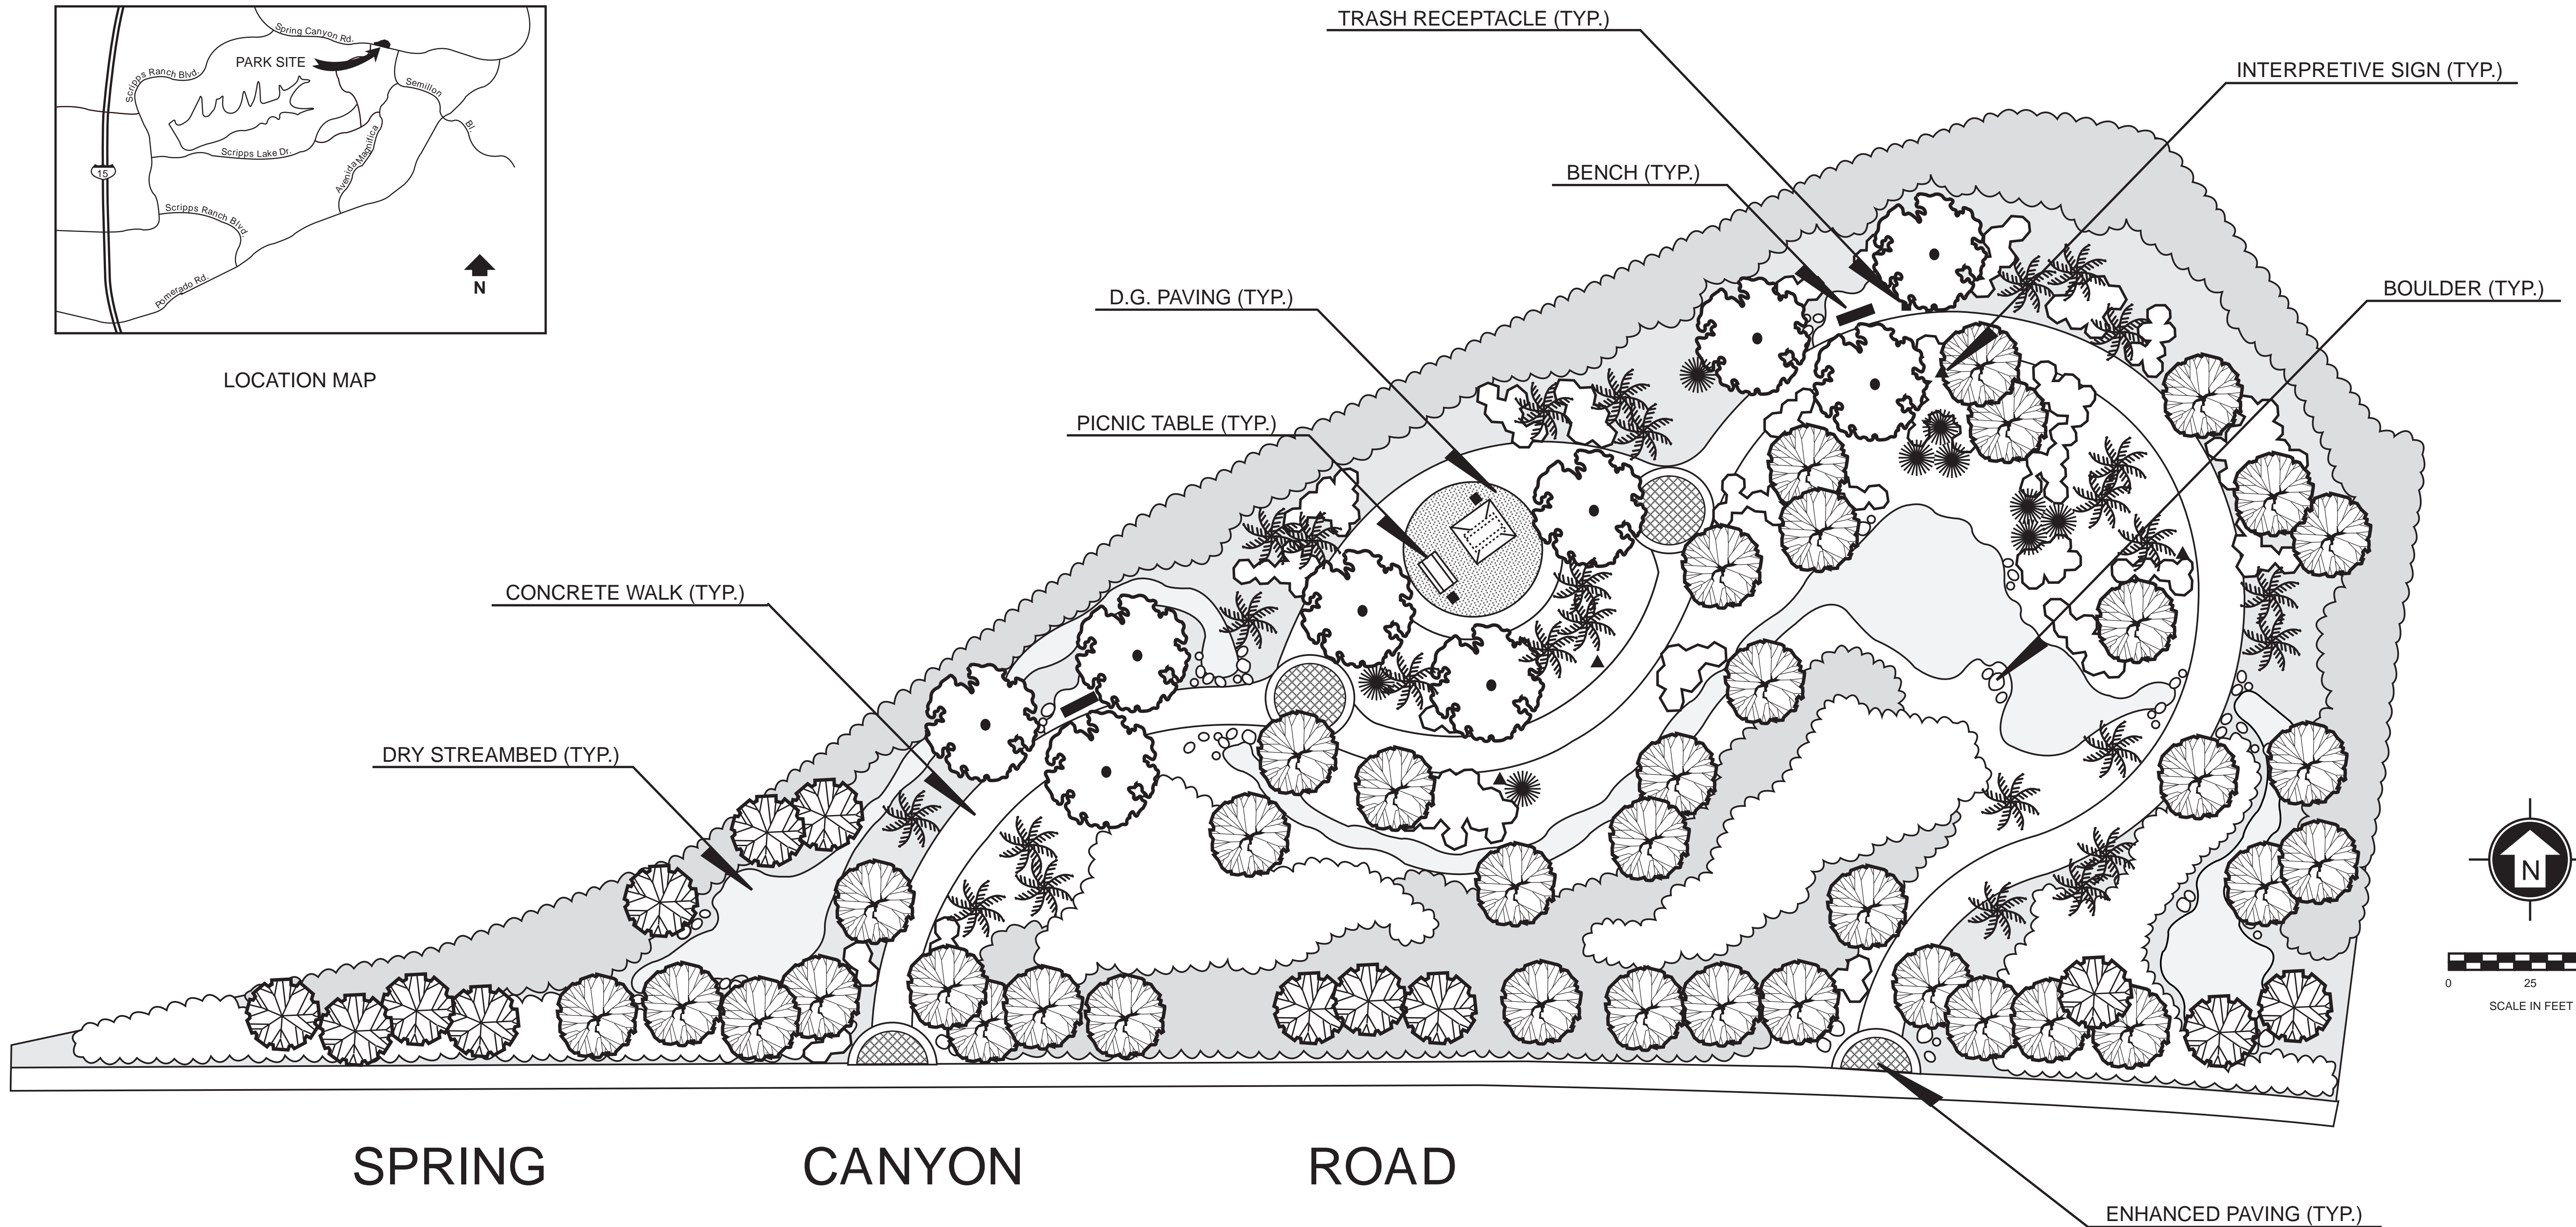 Spring Canyon Rd.
PARK SITE
Scripps Ranch Blvd.
Semillon
Bl.
Scripps Lake Dr.
Avenida Magnifica
15
Scripps Ranch Blvd.
Pomerado Rd.
N
LOCATION MAP
TRASH RECEPTACLE (TYP.)
INTERPRETIVE SIGN (TYP.)
BENCH (TYP.)
BOULDER (TYP.)
D.G. PAVING (TYP.)
PICNIC TABLE (TYP.)
CONCRETE WALK (TYP.)
DRY STREAMBED (TYP.)
N
0 25
SCALE IN FEET
SPRING CANYON ROAD
ENHANCED PAVING (TYP.)